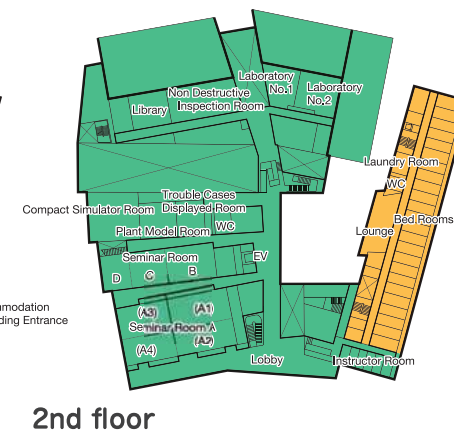 Laboratory
No.1
Laboratory
No.2
Non Destructive
Inspection Room
Library
Laundry Room
WC
Trouble Cases
Displayed Room
Compact Simulator Room
WC
Plant Model Room
Bed Rooms
Lounge
Seminar Room
EV
D
C
B
modation
ding Entrance
(A3)
(A1)
Seminar Room A
(A2)
(A4)
Lobby
Instructor Room
2nd floor